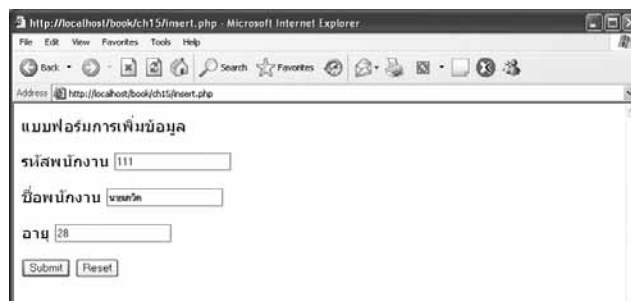 http://localhost/book/ch15/insert.php - Microsoft Internet Explorer
File Edit View Favorites Tools Help
Back Search Favorites
Address http://localhost/book/ch15/insert.php
แบบฟอร์มการเพิ่มข้อมูล
รหัสพนักงาน 111
ชื่อพนักงาน
อายุ 28
Submit Reset